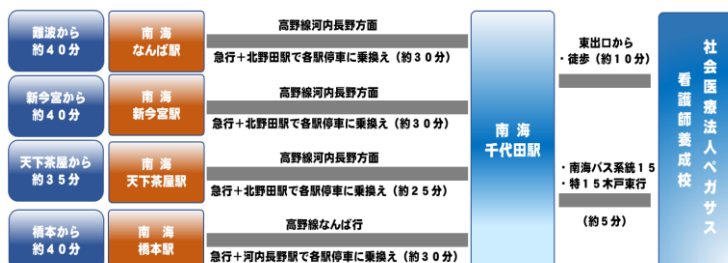 難波から
約40分
南 海
なんば駅
高野線河内長野方面
急行＋北野田駅で各駅停車に乗換え（約30分）
新今宮から
約40分
南 海
新今宮駅
高野線河内長野方面
急行＋北野田駅で各駅停車に乗換え（約30分）
天下茶屋から
約35分
南 海
天下茶屋駅
高野線河内長野方面
急行＋北野田駅で各駅停車に乗換え（約25分）
橋本から
約40分
南 海
橋本駅
高野線なんば行
急行＋河内長野駅で各駅停車に乗換え（約30分）
南 海
千代田駅
東出口から
・徒歩（約10分）
・南海バス系統15
・特15木戸東行
（約5分）
社会医療法人ペガサス
看護師養成校